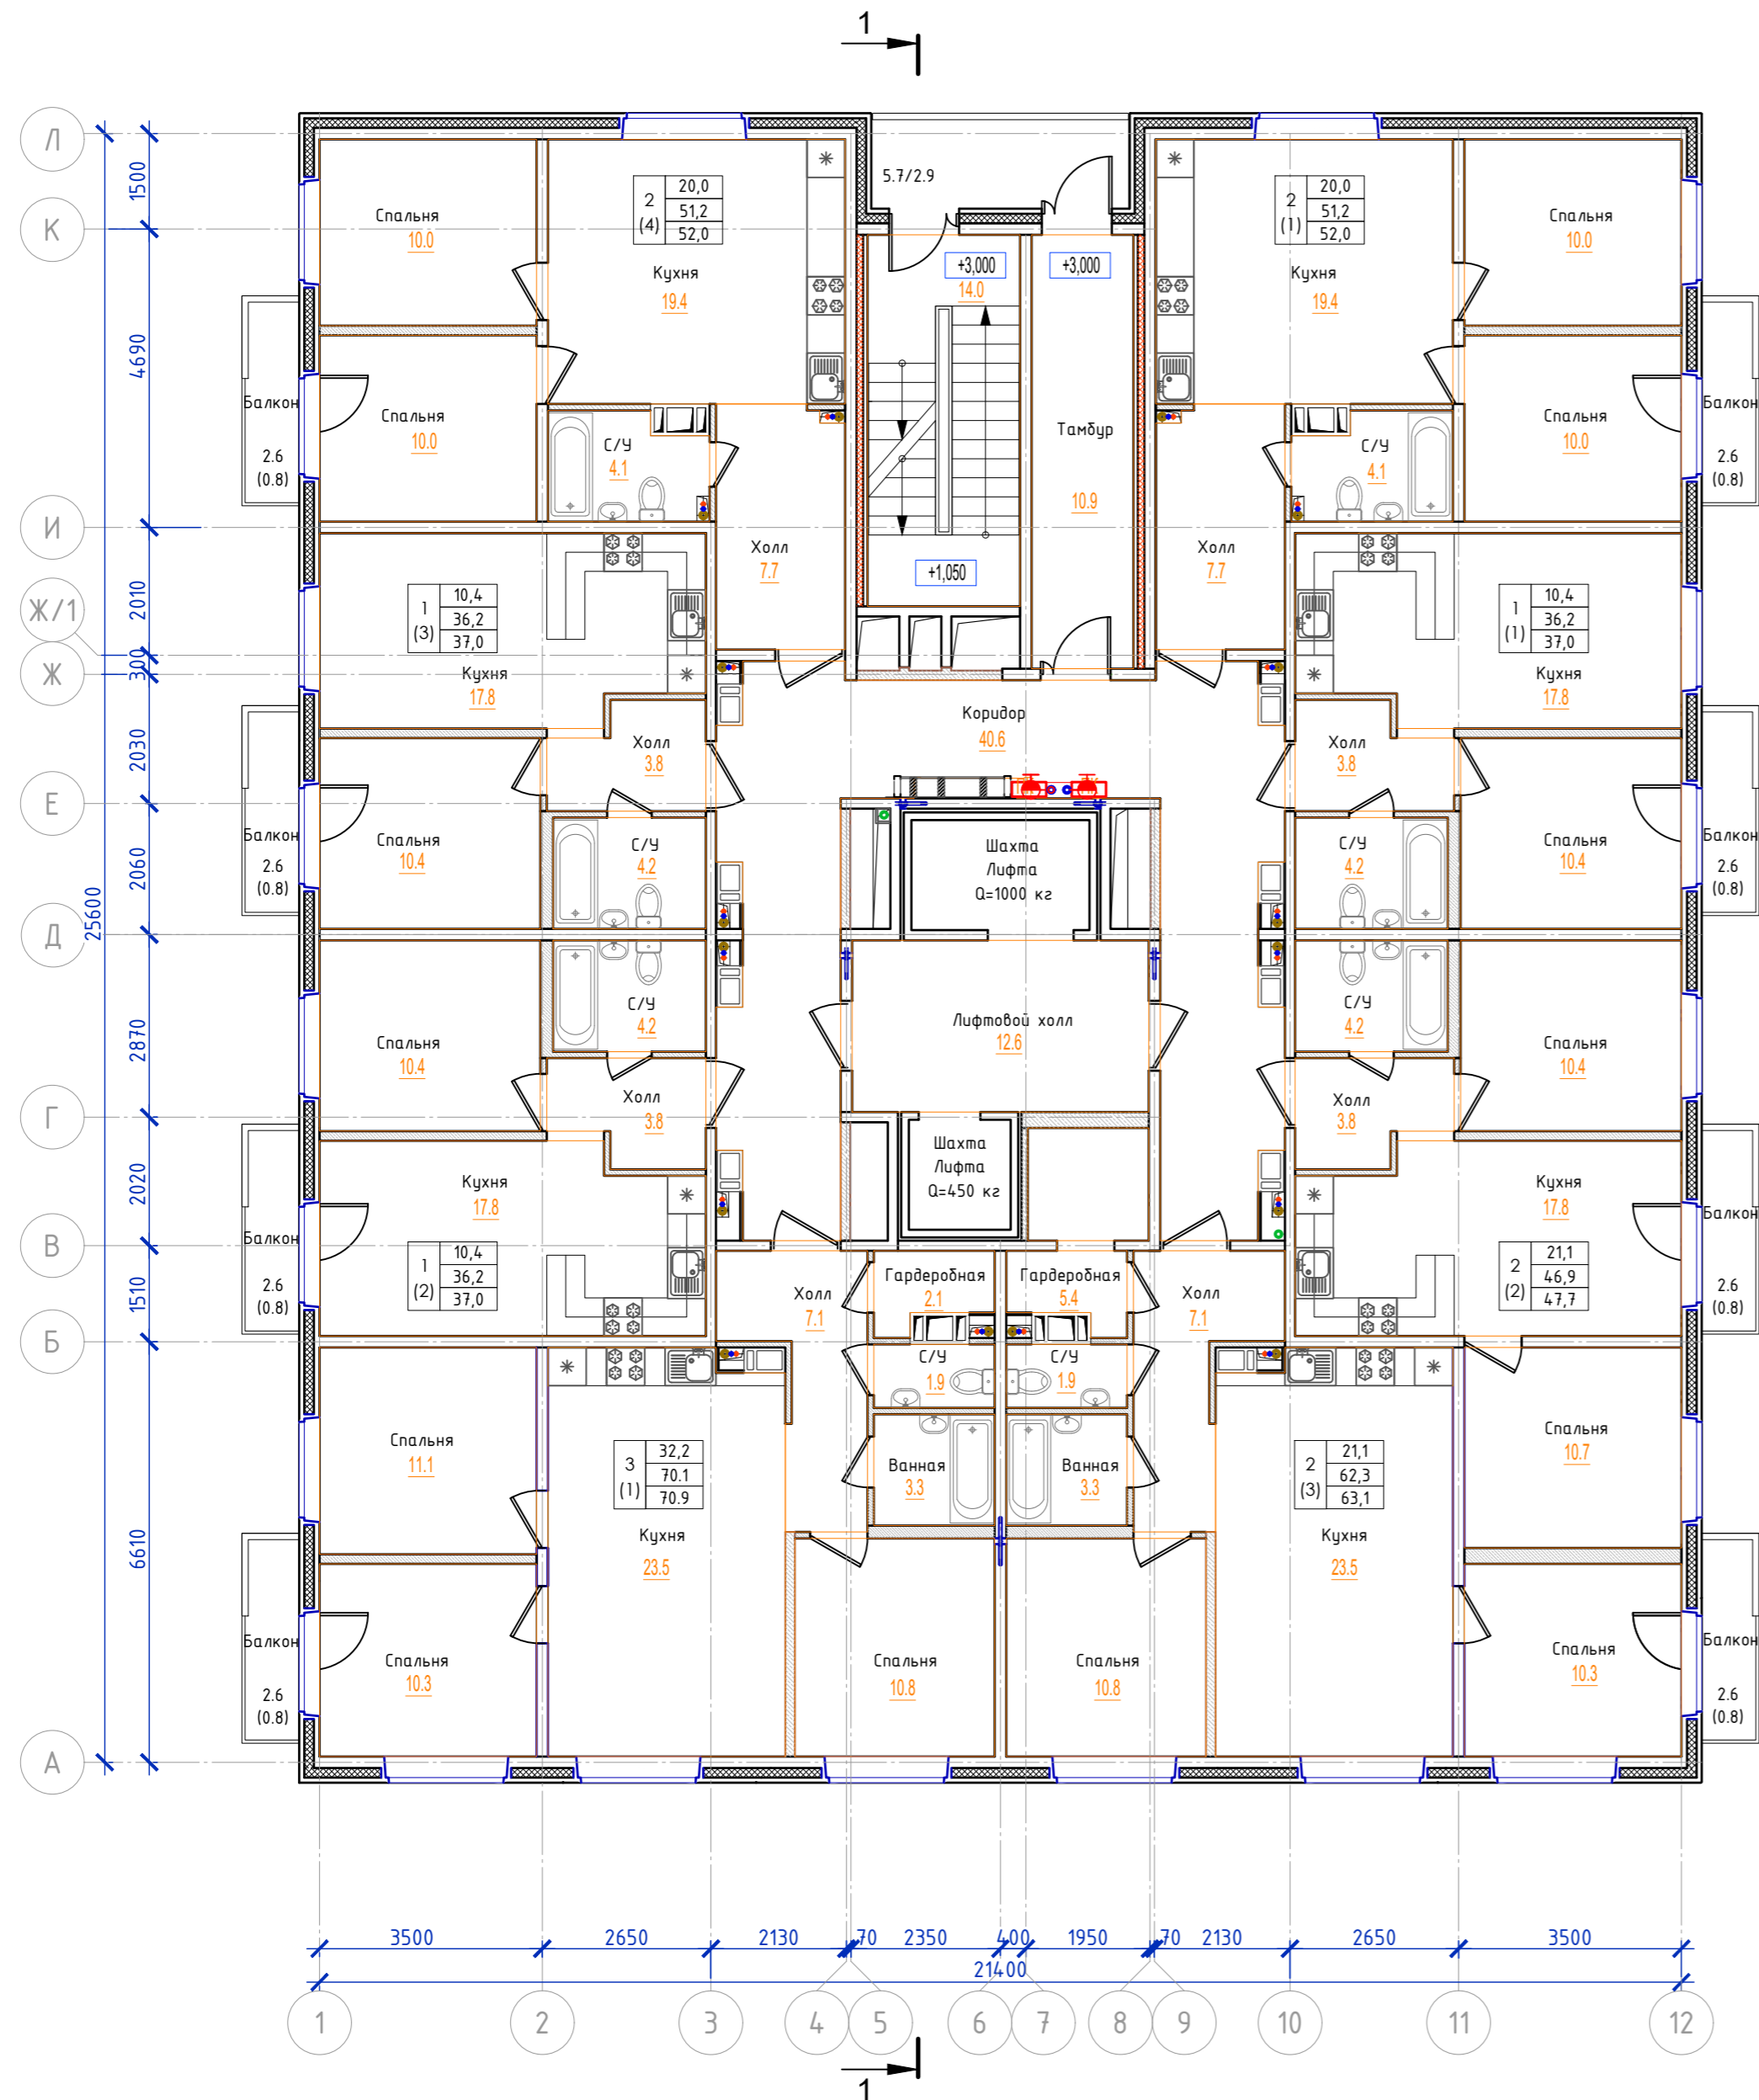 1
Л
К
И
Ж/1
Ж
Е
Д
Г
В
Б
А
1500
4690
2010
300
2030
2060
2870
2020
1510
6610
25600
Спальня
10.0
2
(4)
20,0
51,2
52,0
Кухня
19.4
5.7/2.9
+3,000
14.0
+3,000
2
(1)
20,0
51,2
52,0
Кухня
19.4
Спальня
10.0
Балкон
2.6
(0.8)
Спальня
10.0
С/У
4.1
Холл
7.7
+1,050
Тамбур
10.9
Холл
7.7
С/У
4.1
Спальня
10.0
Балкон
2.6
(0.8)
1
(3)
10,4
36,2
37,0
Кухня
17.8
Холл
3.8
Коридор
40.6
Холл
3.8
1
(1)
10,4
36,2
37,0
Кухня
17.8
Балкон
2.6
(0.8)
Спальня
10.4
С/У
4.2
Шахта
Лифта
Q=1000 кг
С/У
4.2
Спальня
10.4
Балкон
2.6
(0.8)
Спальня
10.4
С/У
4.2
Лифтовой холл
12.6
С/У
4.2
Спальня
10.4
Холл
3.8
Шахта
Лифта
Q=450 кг
Холл
3.8
Балкон
2.6
(0.8)
Кухня
17.8
1
(2)
10,4
36,2
37,0
Кухня
17.8
2
(2)
21,1
46,9
47,7
Балкон
2.6
(0.8)
Холл
7.1
Гардеробная
2.1
Гардеробная
5.4
Холл
7.1
С/У
1.9
С/У
1.9
Спальня
11.1
3
(1)
32,2
70.1
70.9
Кухня
23.5
Ванная
3.3
Ванная
3.3
2
(3)
21,1
62,3
63,1
Кухня
23.5
Спальня
10.7
Балкон
2.6
(0.8)
Спальня
10.3
Спальня
10.8
Спальня
10.8
Спальня
10.3
Балкон
2.6
(0.8)
3500
2650
2130
70
2350
400
1950
70
2130
2650
3500
21400
1
2
3
4
5
6
7
8
9
10
11
12
1